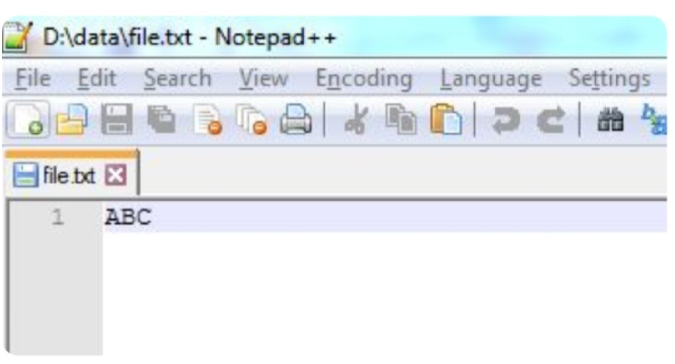 D:\data\file.txt - Notepad++
File Edit Search View Encoding Language Settings
file.txt
1 ABC